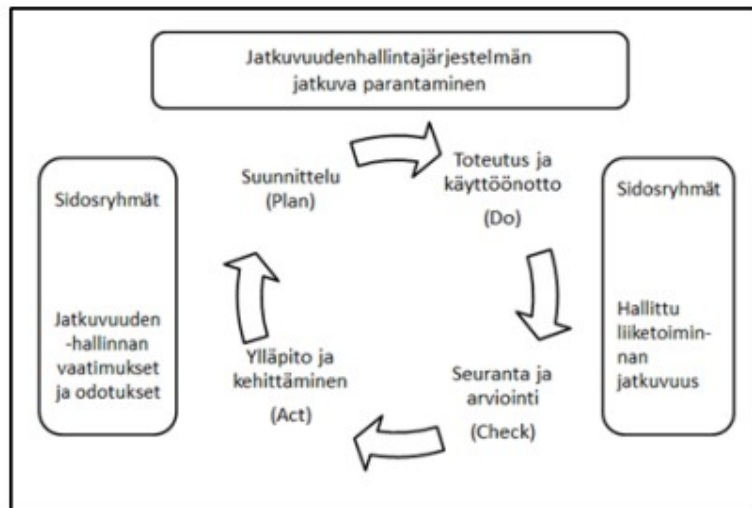 Jatkuvuudenhallintajärjestelmän
jatkuva parantaminen
Sidosryhmät
Jatkuvuuden
-hallinnan
vaatimukset
ja odotukset
Suunnittelu
(Plan)
Toteutus ja
käyttöönotto
(Do)
Seuranta ja
arviointi
(Check)
Ylläpito ja
kehittäminen
(Act)
Sidosryhmät
Hallittu
liiketoimin-
nan
jatkuvuus